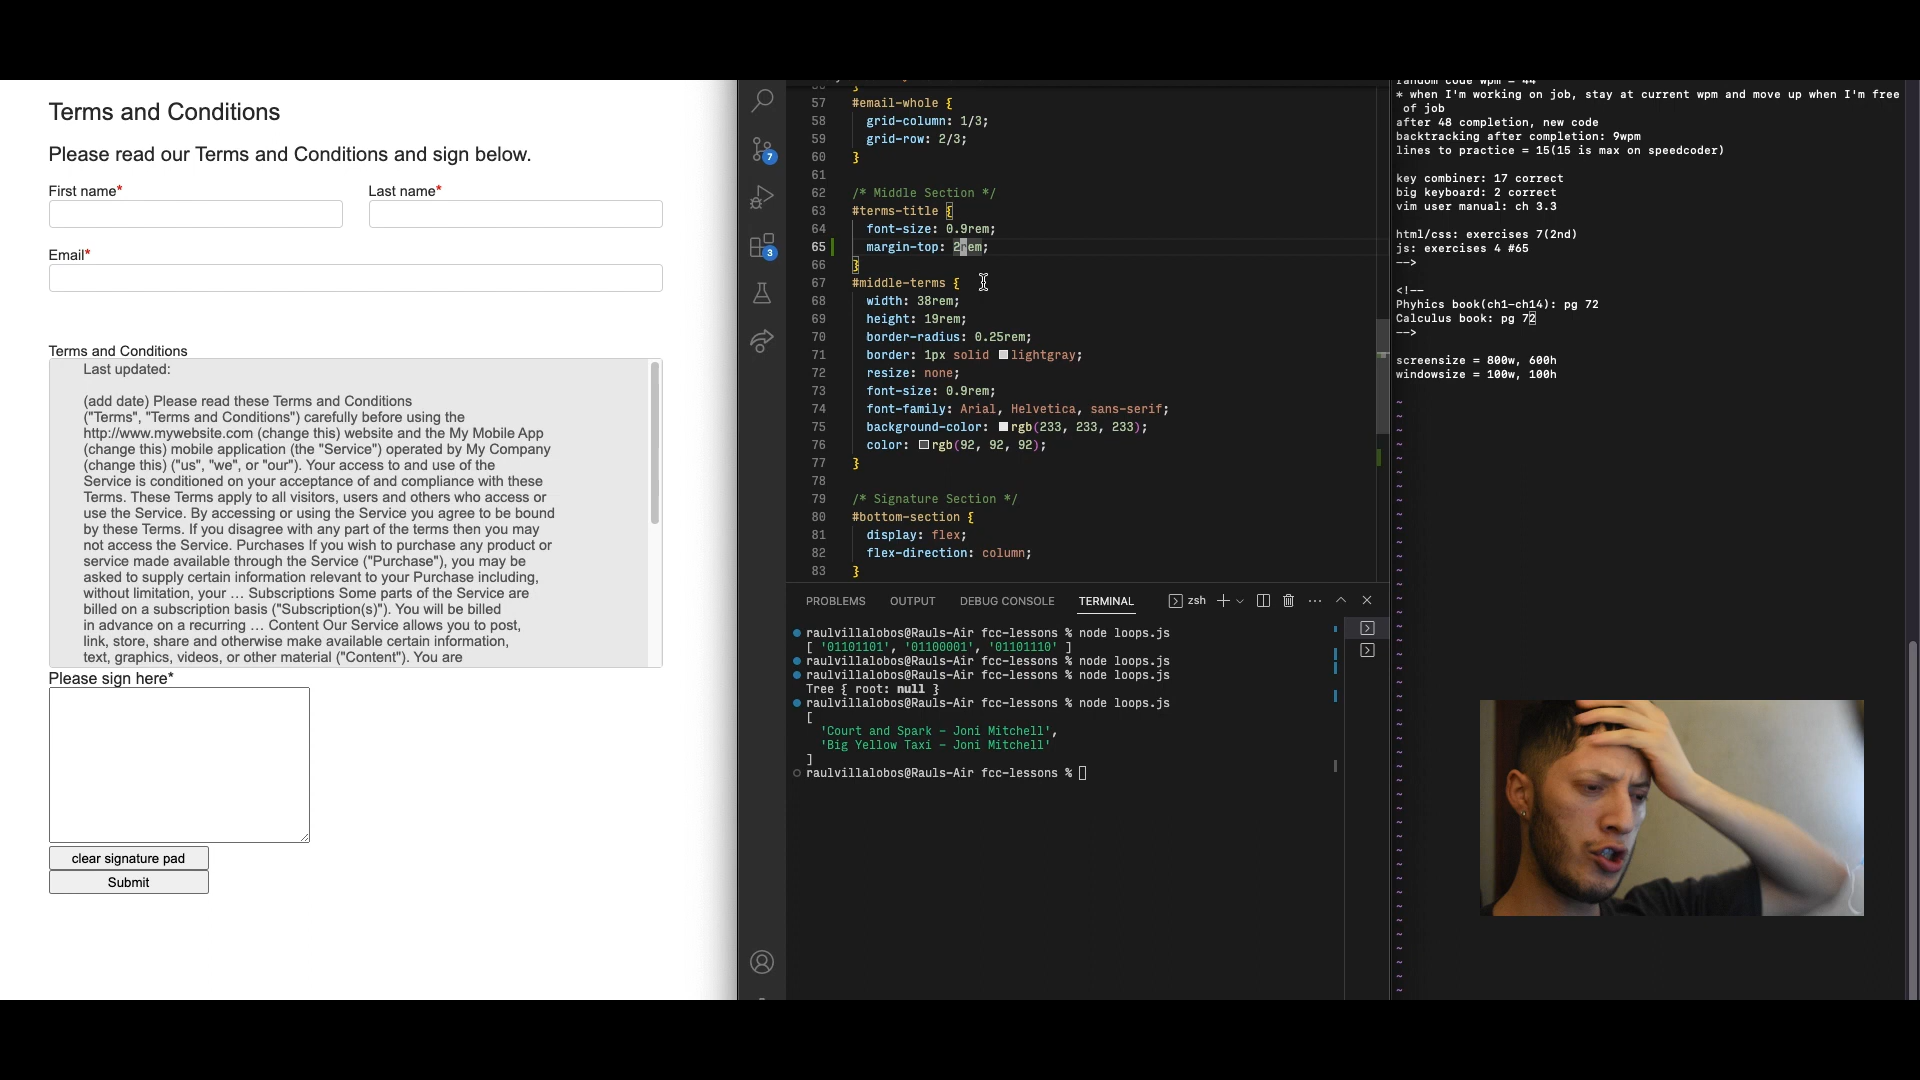 Terms and Conditions
Please read our Terms and Conditions and sign below.
First name*
Last name*
Email*
Terms and Conditions
Last updated:
(add date) Please read these Terms and Conditions
("Terms", "Terms and Conditions") carefully before using the
http://www.mywebsite.com (change this) website and the My Mobile App
(change this) mobile application (the "Service") operated by My Company
(change this) ("us", "we", or "our"). Your access to and use of the
Service is conditioned on your acceptance of and compliance with these
Terms. These Terms apply to all visitors, users and others who access or
use the Service. By accessing or using the Service you agree to be bound
by these Terms. If you disagree with any part of the terms then you may
not access the Service. Purchases If you wish to purchase any product or
service made available through the Service ("Purchase"), you may be
asked to supply certain information relevant to your Purchase including,
without limitation, your … Subscriptions Some parts of the Service are
billed on a subscription basis ("Subscription(s)"). You will be billed
in advance on a recurring … Content Our Service allows you to post,
link, store, share and otherwise make available certain information,
text, graphics, videos, or other material ("Content"). You are
Please sign here*
clear signature pad
Submit
7
3
56 }
57 #email-whole {
58 grid-column: 1/3;
59 grid-row: 2/3;
60 }
61
62 /* Middle Section */
63 #terms-title {
64 font-size: 0.9rem;
65 margin-top: 2rem;
66 }
67 #middle-terms {
68 width: 38rem;
69 height: 19rem;
70 border-radius: 0.25rem;
71 border: 1px solid lightgray;
72 resize: none;
73 font-size: 0.9rem;
74 font-family: Arial, Helvetica, sans-serif;
75 background-color: rgb(233, 233, 233);
76 color: rgb(92, 92, 92);
77 }
78
79 /* Signature Section */
80 #bottom-section {
81 display: flex;
82 flex-direction: column;
83 }
PROBLEMS OUTPUT DEBUG CONSOLE TERMINAL zsh
raulvillalobos@Rauls-Air fcc-lessons % node loops.js
[ '01101101', '01100001', '01101110' ]
raulvillalobos@Rauls-Air fcc-lessons % node loops.js
raulvillalobos@Rauls-Air fcc-lessons % node loops.js
Tree { root: null }
raulvillalobos@Rauls-Air fcc-lessons % node loops.js
[
'Court and Spark – Joni Mitchell',
'Big Yellow Taxi – Joni Mitchell'
]
raulvillalobos@Rauls-Air fcc-lessons %
random code wpm = 44
* when I'm working on job, stay at current wpm and move up when I'm free
of job
after 48 completion, new code
backtracking after completion: 9wpm
lines to practice = 15(15 is max on speedcoder)
key combiner: 17 correct
big keyboard: 2 correct
vim user manual: ch 3.3
html/css: exercises 7(2nd)
js: exercises 4 #65
-->
<!--
Phyhics book(ch1-ch14): pg 72
Calculus book: pg 72
-->
screensize = 800w, 600h
windowsize = 100w, 100h